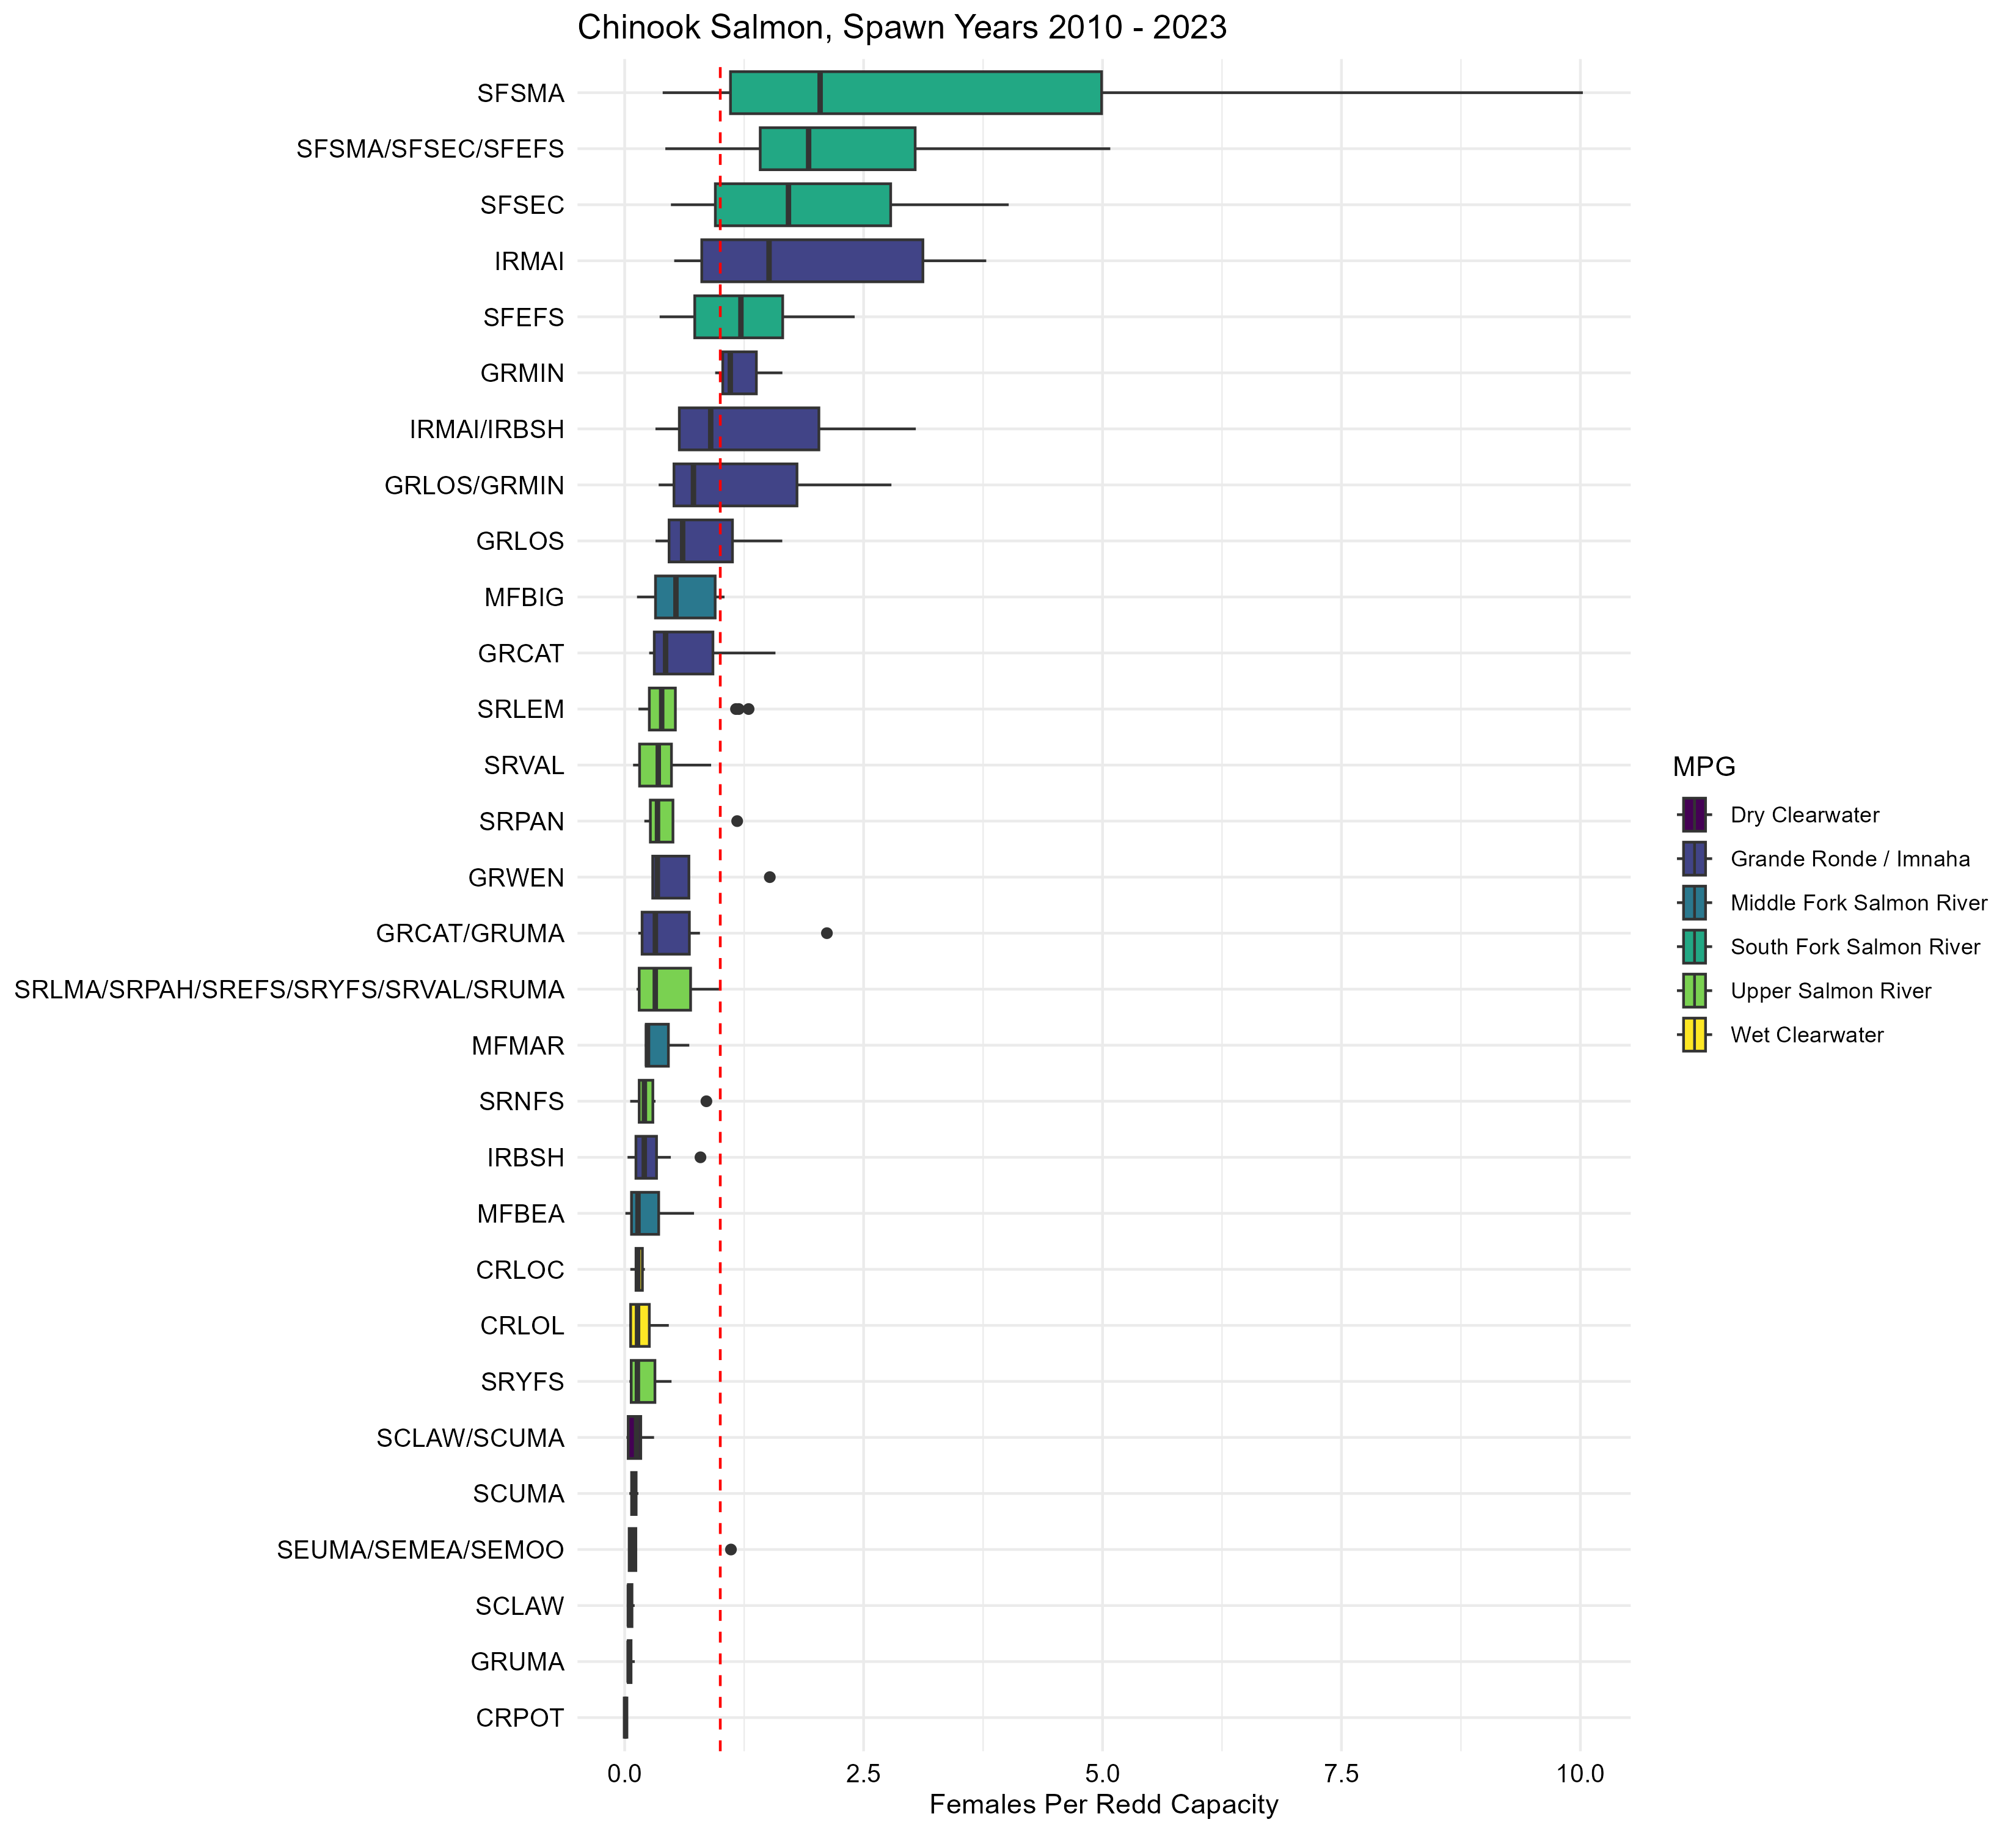 Chinook Salmon, Spawn Years 2010 - 2023
SFSMA
SFSMA/SFSEC/SFEFS
SFSEC
IRMAI
SFEFS
GRMIN
IRMAI/IRBSH
GRLOS/GRMIN
GRLOS
MFBIG
GRCAT
SRLEM
SRVAL
SRPAN
GRWEN
GRCAT/GRUMA
SRLMA/SRPAH/SREFS/SRYFS/SRVAL/SRUMA
MFMAR
SRNFS
IRBSH
MFBEA
CRLOC
CRLOL
SRYFS
SCLAW/SCUMA
SCUMA
SEUMA/SEMEA/SEMOO
SCLAW
GRUMA
CRPOT
0.0 2.5 5.0 7.5 10.0
Females Per Redd Capacity
MPG
Dry Clearwater
Grande Ronde / Imnaha
Middle Fork Salmon River
South Fork Salmon River
Upper Salmon River
Wet Clearwater